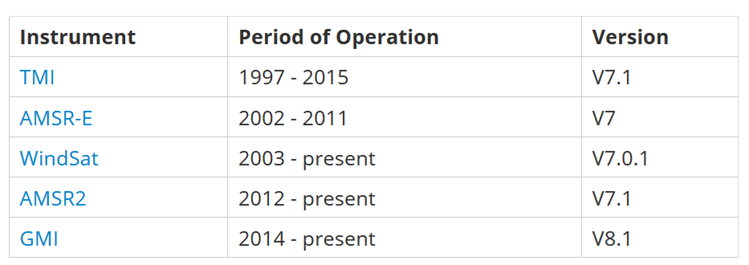 Instrument Period of Operation Version
TMI 1997 - 2015 V7.1
AMSR-E 2002 - 2011 V7
WindSat 2003 - present V7.0.1
AMSR2 2012 - present V7.1
GMI 2014 - present V8.1